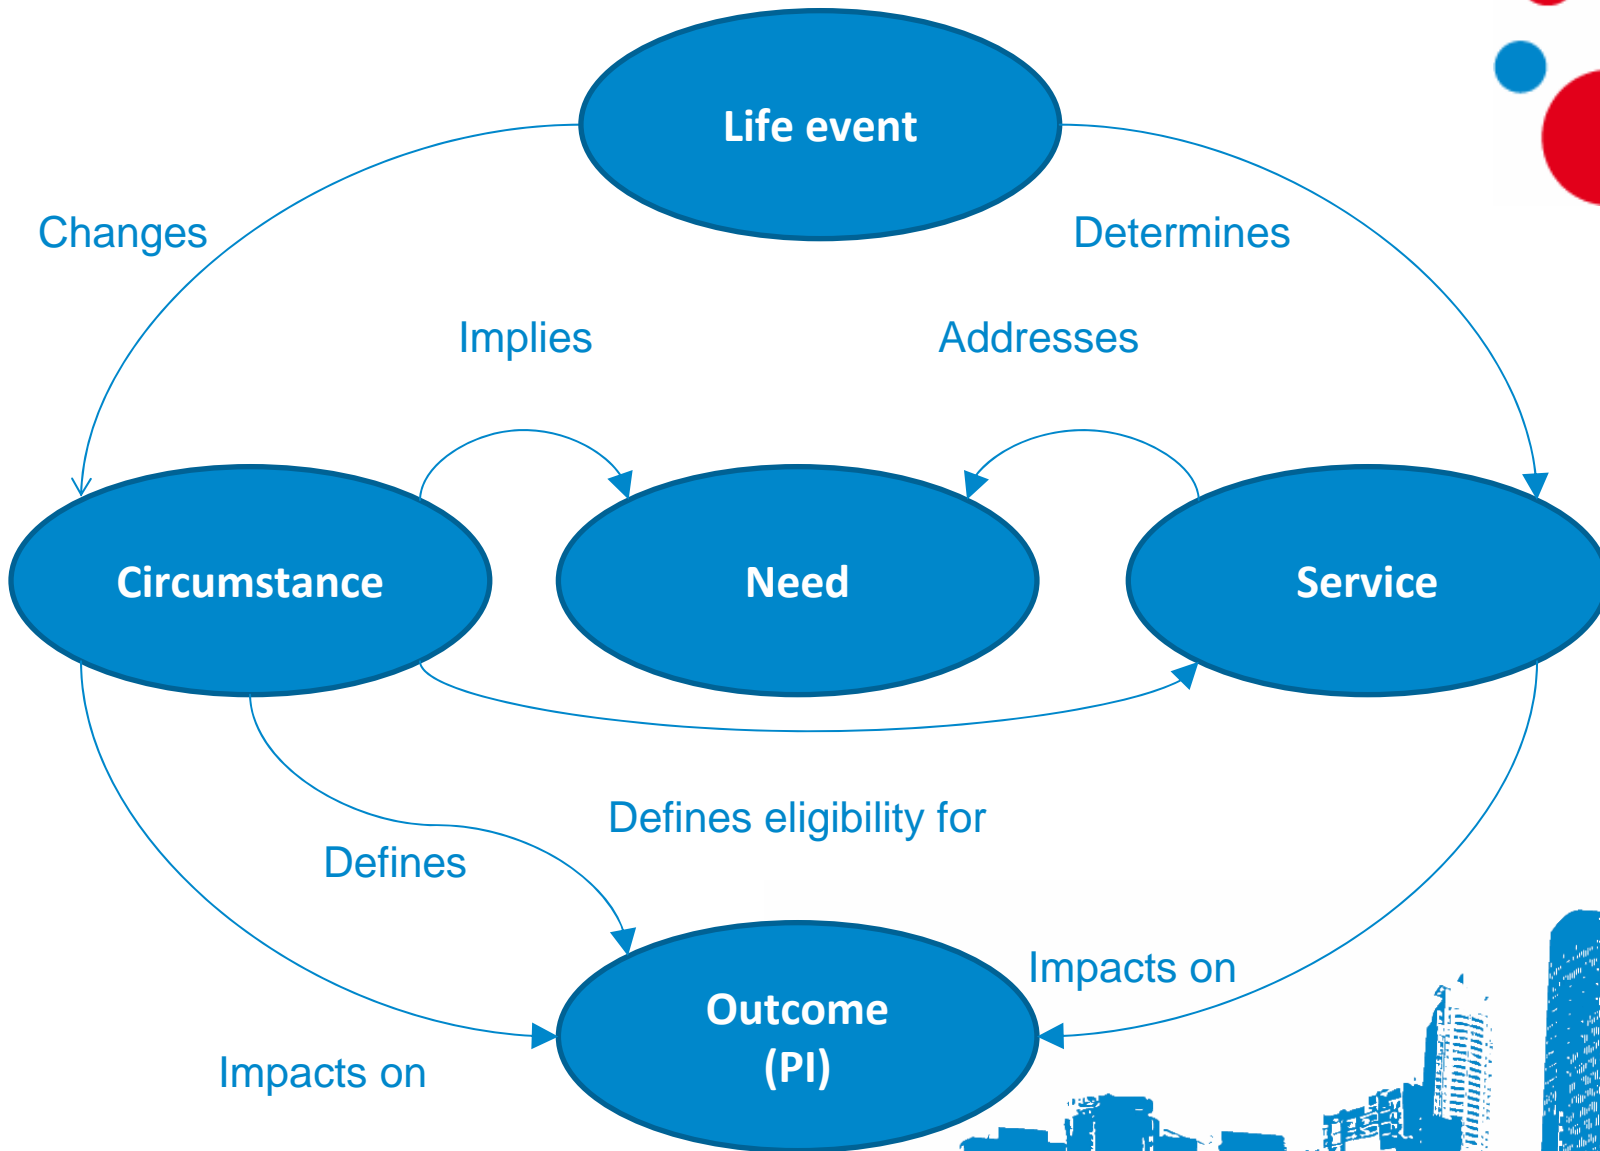 Life event
Changes
Determines
Implies
Addresses
Circumstance
Need
Service
Defines eligibility for
Defines
Impacts on
Outcome
(PI)
Impacts on